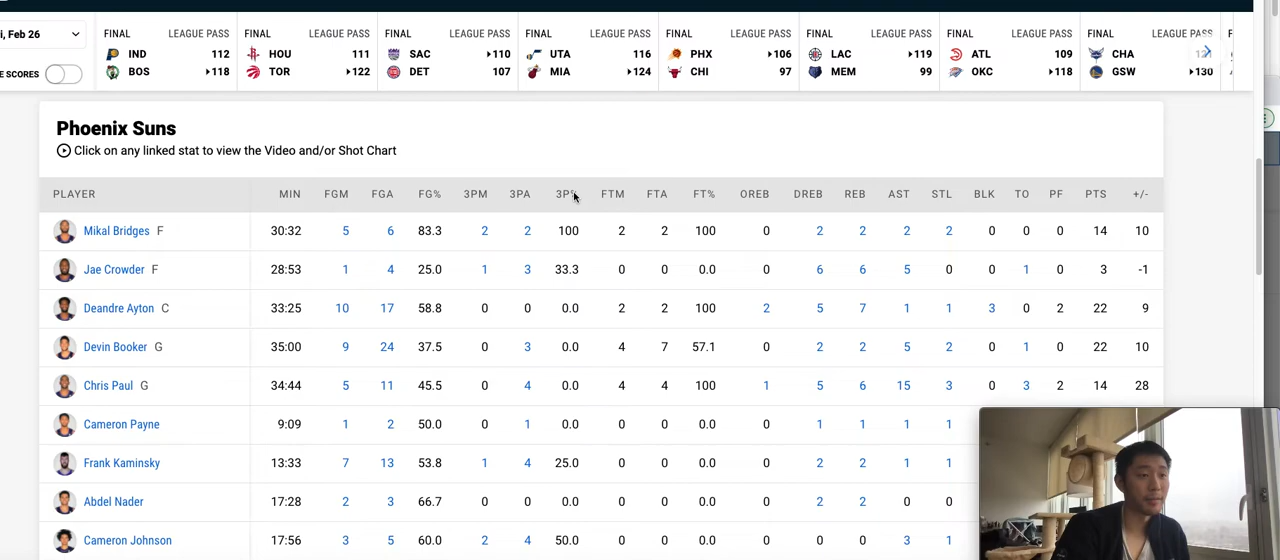 i, Feb 26
E SCORES
FINAL LEAGUE PASS
IND 112
BOS 118
FINAL LEAGUE PASS
HOU 111
TOR 122
FINAL LEAGUE PASS
SAC 110
DET 107
FINAL LEAGUE PASS
UTA 116
MIA 124
FINAL LEAGUE PASS
PHX 106
CHI 97
FINAL LEAGUE PASS
LAC 119
MEM 99
FINAL LEAGUE PASS
ATL 109
OKC 118
FINAL LEAGUE PASS
CHA
GSW 130
F
Phoenix Suns
Click on any linked stat to view the Video and/or Shot Chart
PLAYER MIN FGM FGA FG% 3PM 3PA 3P% FTM FTA FT% OREB DREB REB AST STL BLK TO PF PTS +/-
Mikal Bridges F 30:32 5 6 83.3 2 2 100 2 2 100 0 2 2 2 2 0 0 0 14 10
Jae Crowder F 28:53 1 4 25.0 1 3 33.3 0 0 0.0 0 6 6 5 0 0 1 0 3 -1
Deandre Ayton C 33:25 10 17 58.8 0 0 0.0 2 2 100 2 5 7 1 1 3 0 2 22 9
Devin Booker G 35:00 9 24 37.5 0 3 0.0 4 7 57.1 0 2 2 5 2 0 1 0 22 10
Chris Paul G 34:44 5 11 45.5 0 4 0.0 4 4 100 1 5 6 15 3 0 3 2 14 28
Cameron Payne 9:09 1 2 50.0 0 1 0.0 0 0 0.0 0 1 1 1 1
Frank Kaminsky 13:33 7 13 53.8 1 4 25.0 0 0 0.0 0 2 2 1 1
Abdel Nader 17:28 2 3 66.7 0 0 0.0 0 0 0.0 0 2 2 0 0
Cameron Johnson 17:56 3 5 60.0 2 4 50.0 0 0 0.0 0 0 0 3 1